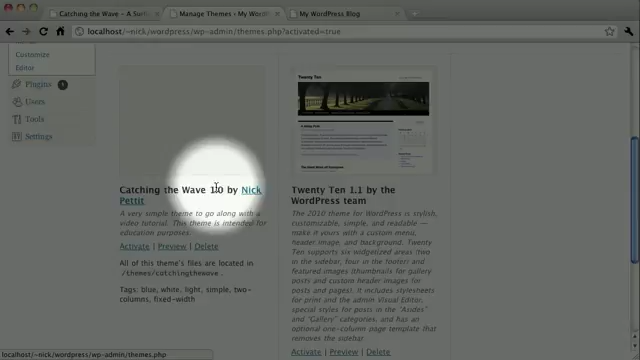 Catching the Wave – A Surf
Manage Themes ‹ My WordPr
My WordPress Blog
localhost/~nick/wordpress/wp-admin/themes.php?activated=true
Customize
Editor
Plugins 1
Users
Tools
Settings
Catching the Wave 1.0 by Nick
Pettit
A very simple theme to go along with a
video tutorial. This theme is intended for
education purposes.
Activate | Preview | Delete
All of this theme's files are located in
/themes/catchingthewave.
Tags: blue, white, light, simple, two-
columns, fixed-width
Twenty Ten
Twenty Ten 1.1 by the
WordPress team
The 2010 theme for WordPress is stylish,
customizable, simple, and readable —
make it yours with a custom menu,
header image, and background. Twenty
Ten supports six widgetized areas (two
in the sidebar, four in the footer) and
featured images (thumbnails for gallery
posts and custom header images for
posts and pages). It includes stylesheets
for print and the admin Visual Editor,
special styles for posts in the "Asides"
and "Gallery" categories, and has an
optional one-column page template that
removes the sidebar.
Activate | Preview | Delete
localhost/~nick/wordpress/wp-admin/themes.php